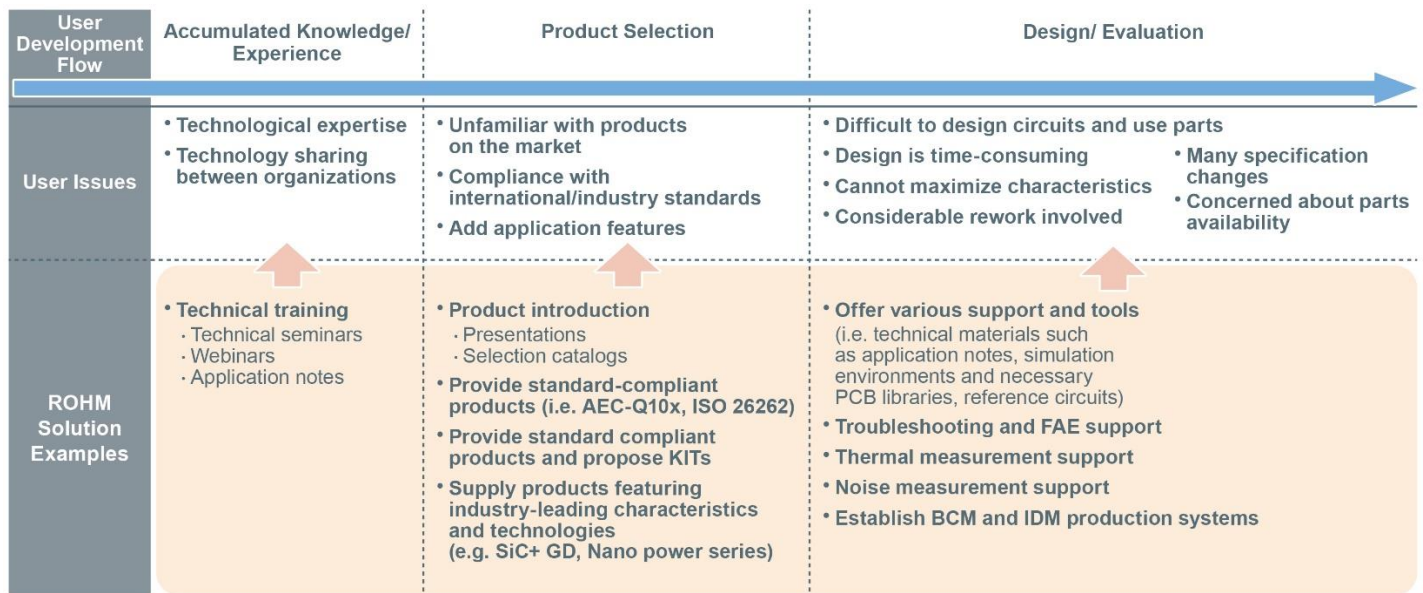 User
Development
Flow
Accumulated Knowledge/
Experience
Product Selection
Design/ Evaluation
User Issues
• Technological expertise
• Technology sharing
between organizations
• Unfamiliar with products
on the market
• Compliance with
international/industry standards
• Add application features
• Difficult to design circuits and use parts
• Design is time-consuming
• Cannot maximize characteristics
• Considerable rework involved
• Many specification
changes
• Concerned about parts
availability
ROHM
Solution
Examples
• Technical training
· Technical seminars
· Webinars
· Application notes
• Product introduction
· Presentations
· Selection catalogs
• Provide standard-compliant
products (i.e. AEC-Q10x, ISO 26262)
• Provide standard compliant
products and propose KITs
• Supply products featuring
industry-leading characteristics
and technologies
(e.g. SiC+ GD, Nano power series)
• Offer various support and tools
(i.e. technical materials such
as application notes, simulation
environments and necessary
PCB libraries, reference circuits)
• Troubleshooting and FAE support
• Thermal measurement support
• Noise measurement support
• Establish BCM and IDM production systems